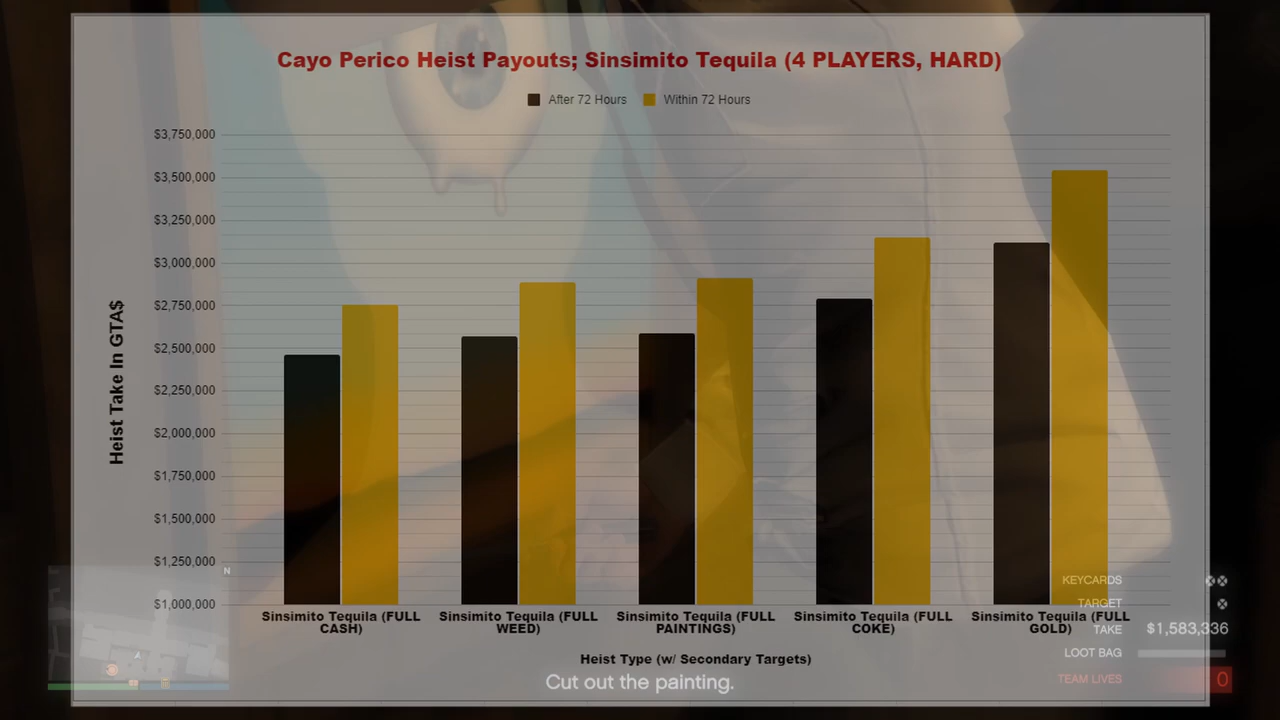 Cayo Perico Heist Payouts; Sinsimito Tequila (4 PLAYERS, HARD)
After 72 Hours
Within 72 Hours
Heist Take In GTA$
$3,750,000
$3,500,000
$3,250,000
$3,000,000
$2,750,000
$2,500,000
$2,250,000
$2,000,000
$1,750,000
$1,500,000
$1,250,000
$1,000,000
Sinsimito Tequila (FULL
CASH)
Sinsimito Tequila (FULL
WEED)
Sinsimito Tequila (FULL
PAINTINGS)
Sinsimito Tequila (FULL
COKE)
Sinsimito Tequila (FULL
GOLD)
Heist Type (w/ Secondary Targets)
Cut out the painting.
N
KEYCARDS
TARGET
TAKE $1,583,336
LOOT BAG
TEAM LIVES 0